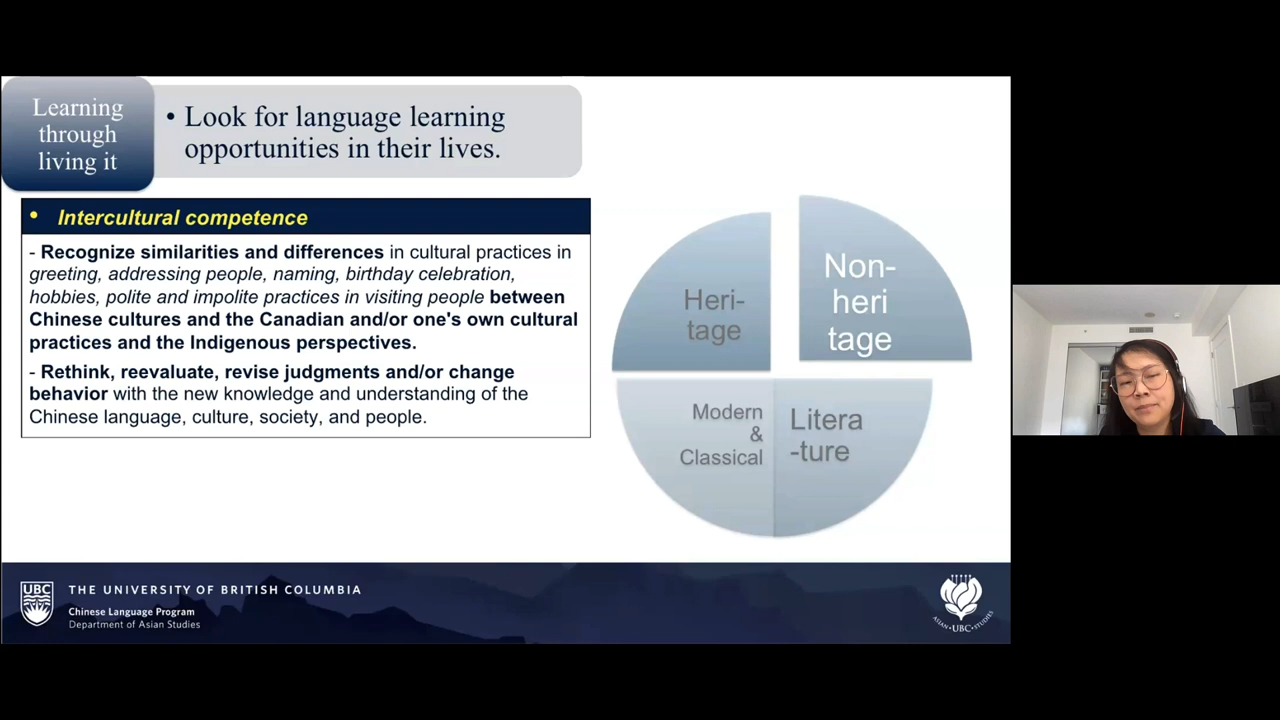 Learning
through
living it
• Look for language learning
opportunities in their lives.
• Intercultural competence
- Recognize similarities and differences in cultural practices in
greeting, addressing people, naming, birthday celebration,
hobbies, polite and impolite practices in visiting people between
Chinese cultures and the Canadian and/or one's own cultural
practices and the Indigenous perspectives.
- Rethink, reevaluate, revise judgments and/or change
behavior with the new knowledge and understanding of the
Chinese language, culture, society, and people.
Heri-
tage
Non-
heri
tage
Modern
&
Classical
Litera
-ture
UBC
THE UNIVERSITY OF BRITISH COLUMBIA
Chinese Language Program
Department of Asian Studies
ASIAN • UBC • STUDIES